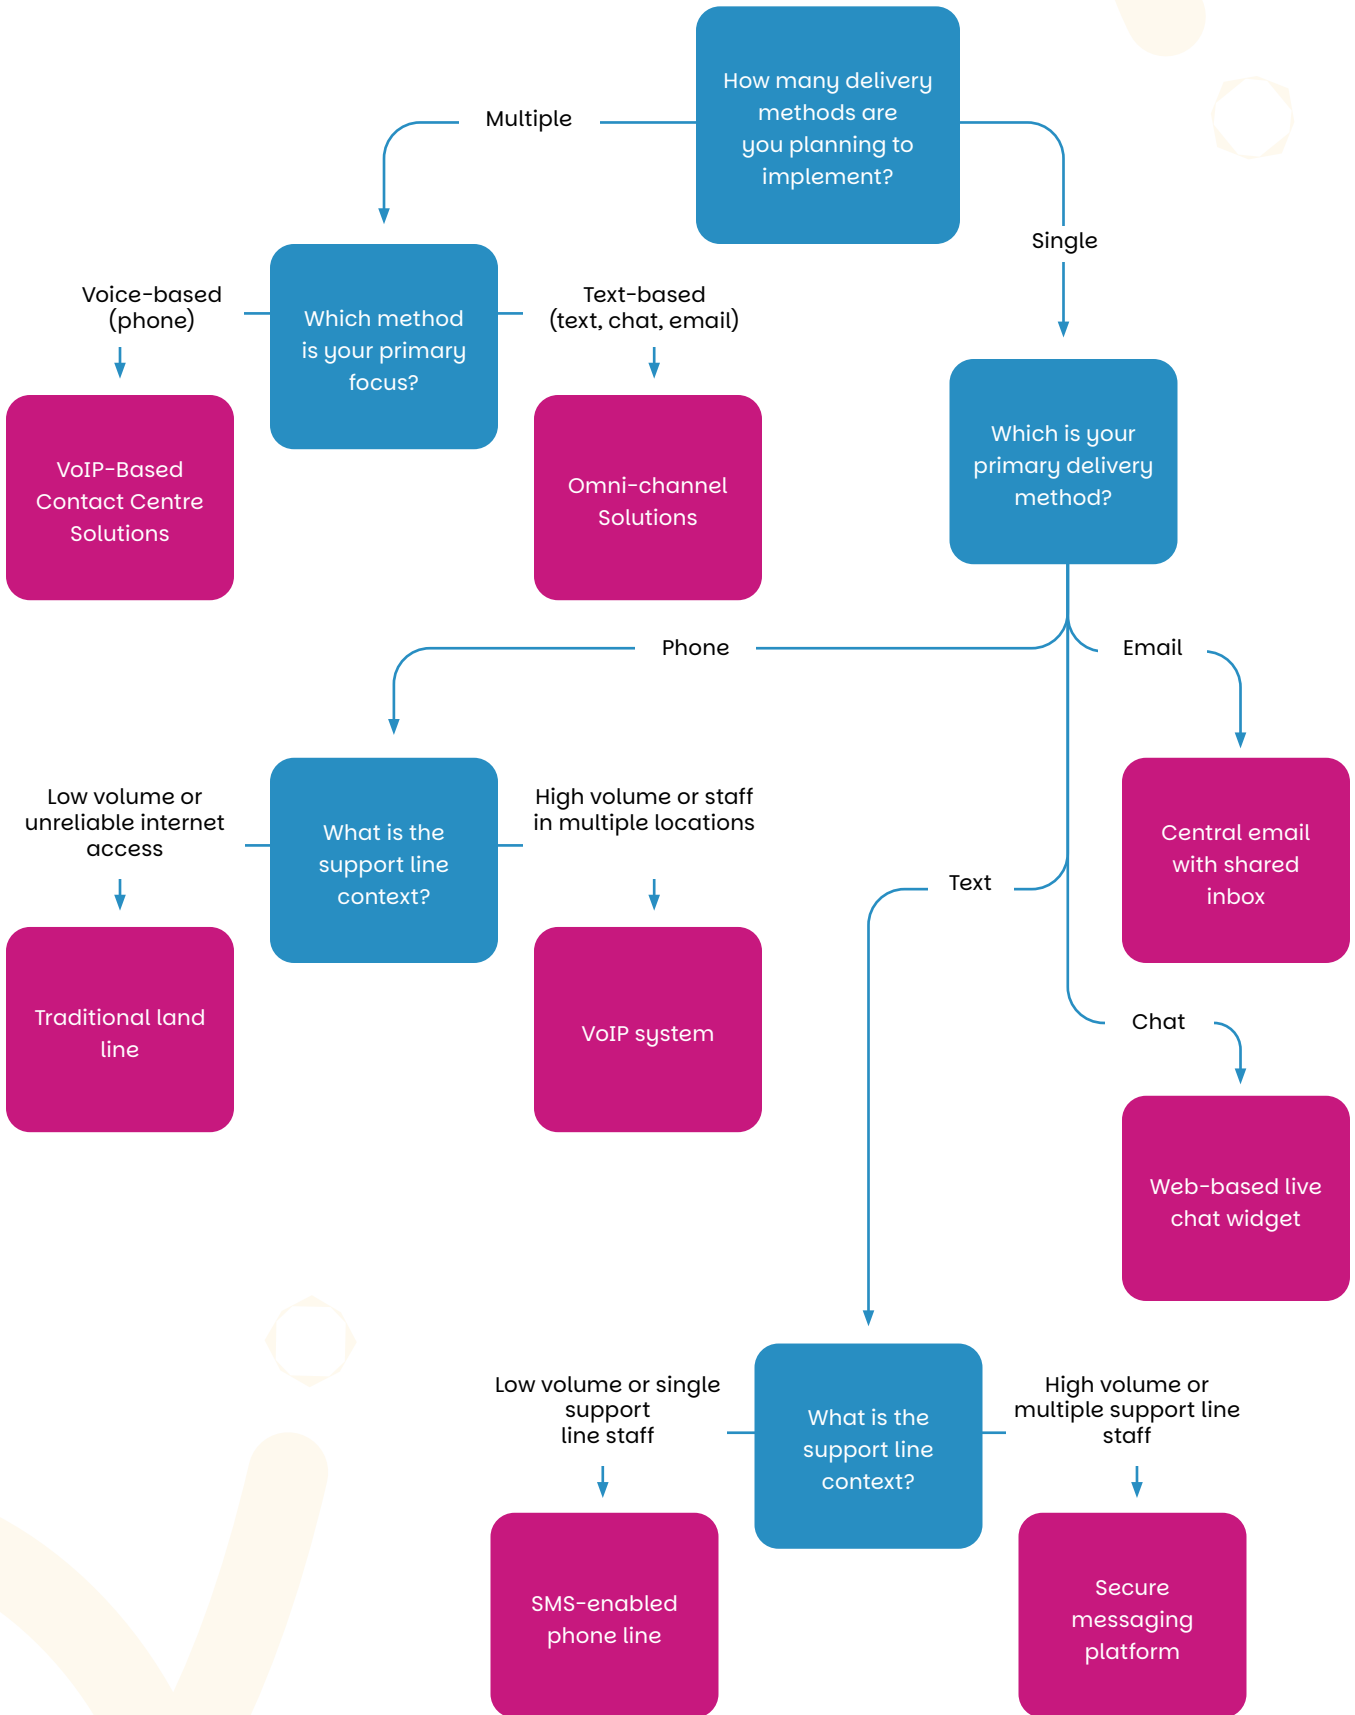 How many delivery
methods are
you planning to
implement?
Multiple
Single
Voice-based
(phone)
Which method
is your primary
focus?
Text-based
(text, chat, email)
VoIP-Based
Contact Centre
Solutions
Omni-channel
Solutions
Which is your
primary delivery
method?
Phone
Email
Low volume or
unreliable internet
access
What is the
support line
context?
High volume or staff
in multiple locations
Central email
with shared
inbox
Text
Traditional land
line
VoIP system
Chat
Web-based live
chat widget
Low volume or single
support
line staff
What is the
support line
context?
High volume or
multiple support line
staff
SMS-enabled
phone line
Secure
messaging
platform